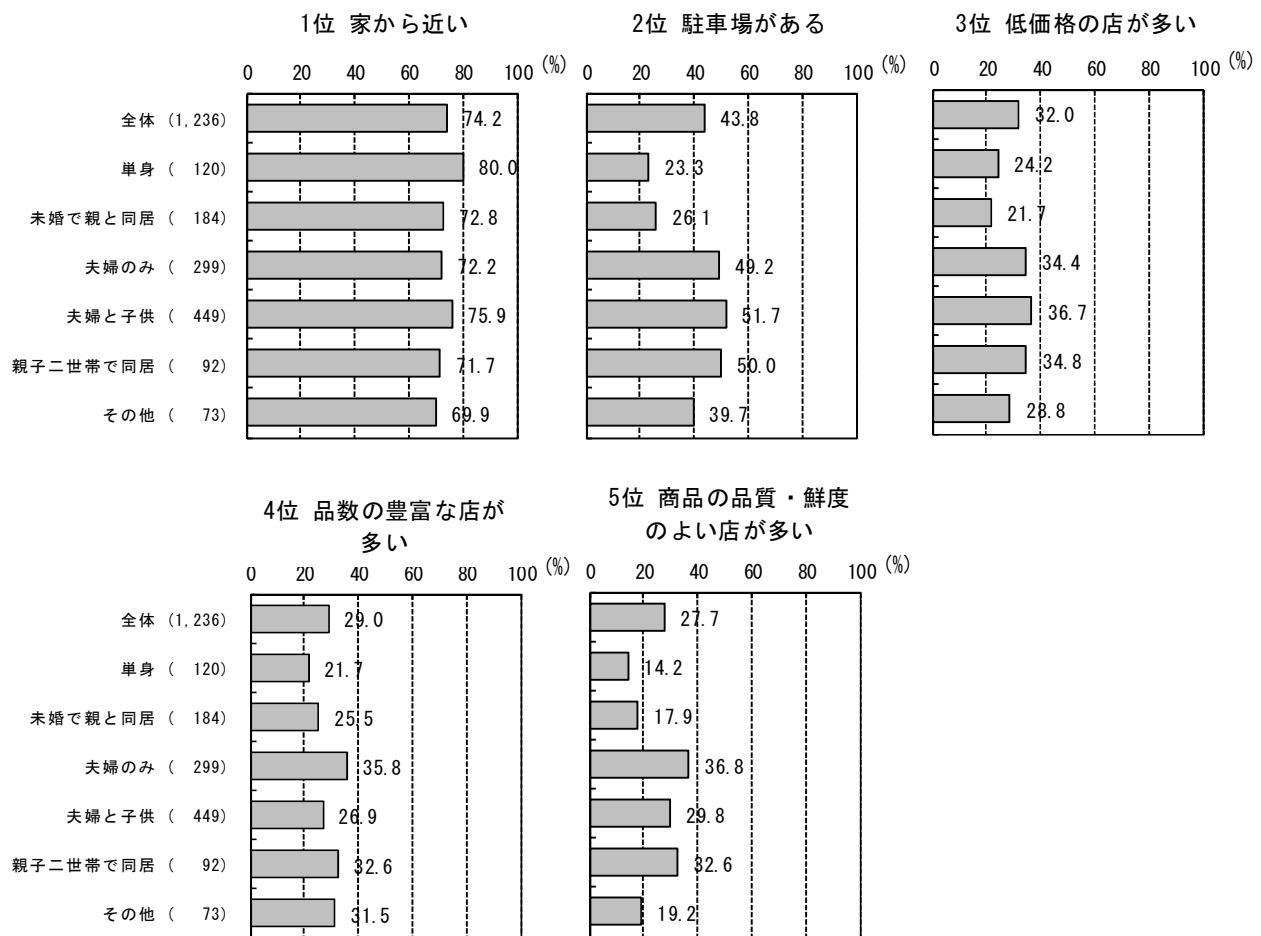 1位 家から近い
0 20 40 60 80 100 (%)
全体 (1,236) 74.2
単身 ( 120) 80.0
未婚で親と同居 ( 184) 72.8
夫婦のみ ( 299) 72.2
夫婦と子供 ( 449) 75.9
親子二世帯で同居 ( 92) 71.7
その他 ( 73) 69.9
2位 駐車場がある
0 20 40 60 80 100 (%)
43.8
23.3
26.1
49.2
51.7
50.0
39.7
3位 低価格の店が多い
0 20 40 60 80 100 (%)
32.0
24.2
21.7
34.4
36.7
34.8
28.8
4位 品数の豊富な店が
多い
0 20 40 60 80 100 (%)
全体 (1,236) 29.0
単身 ( 120) 21.7
未婚で親と同居 ( 184) 25.5
夫婦のみ ( 299) 35.8
夫婦と子供 ( 449) 26.9
親子二世帯で同居 ( 92) 32.6
その他 ( 73) 31.5
5位 商品の品質・鮮度
のよい店が多い
0 20 40 60 80 100 (%)
27.7
14.2
17.9
36.8
29.8
32.6
19.2